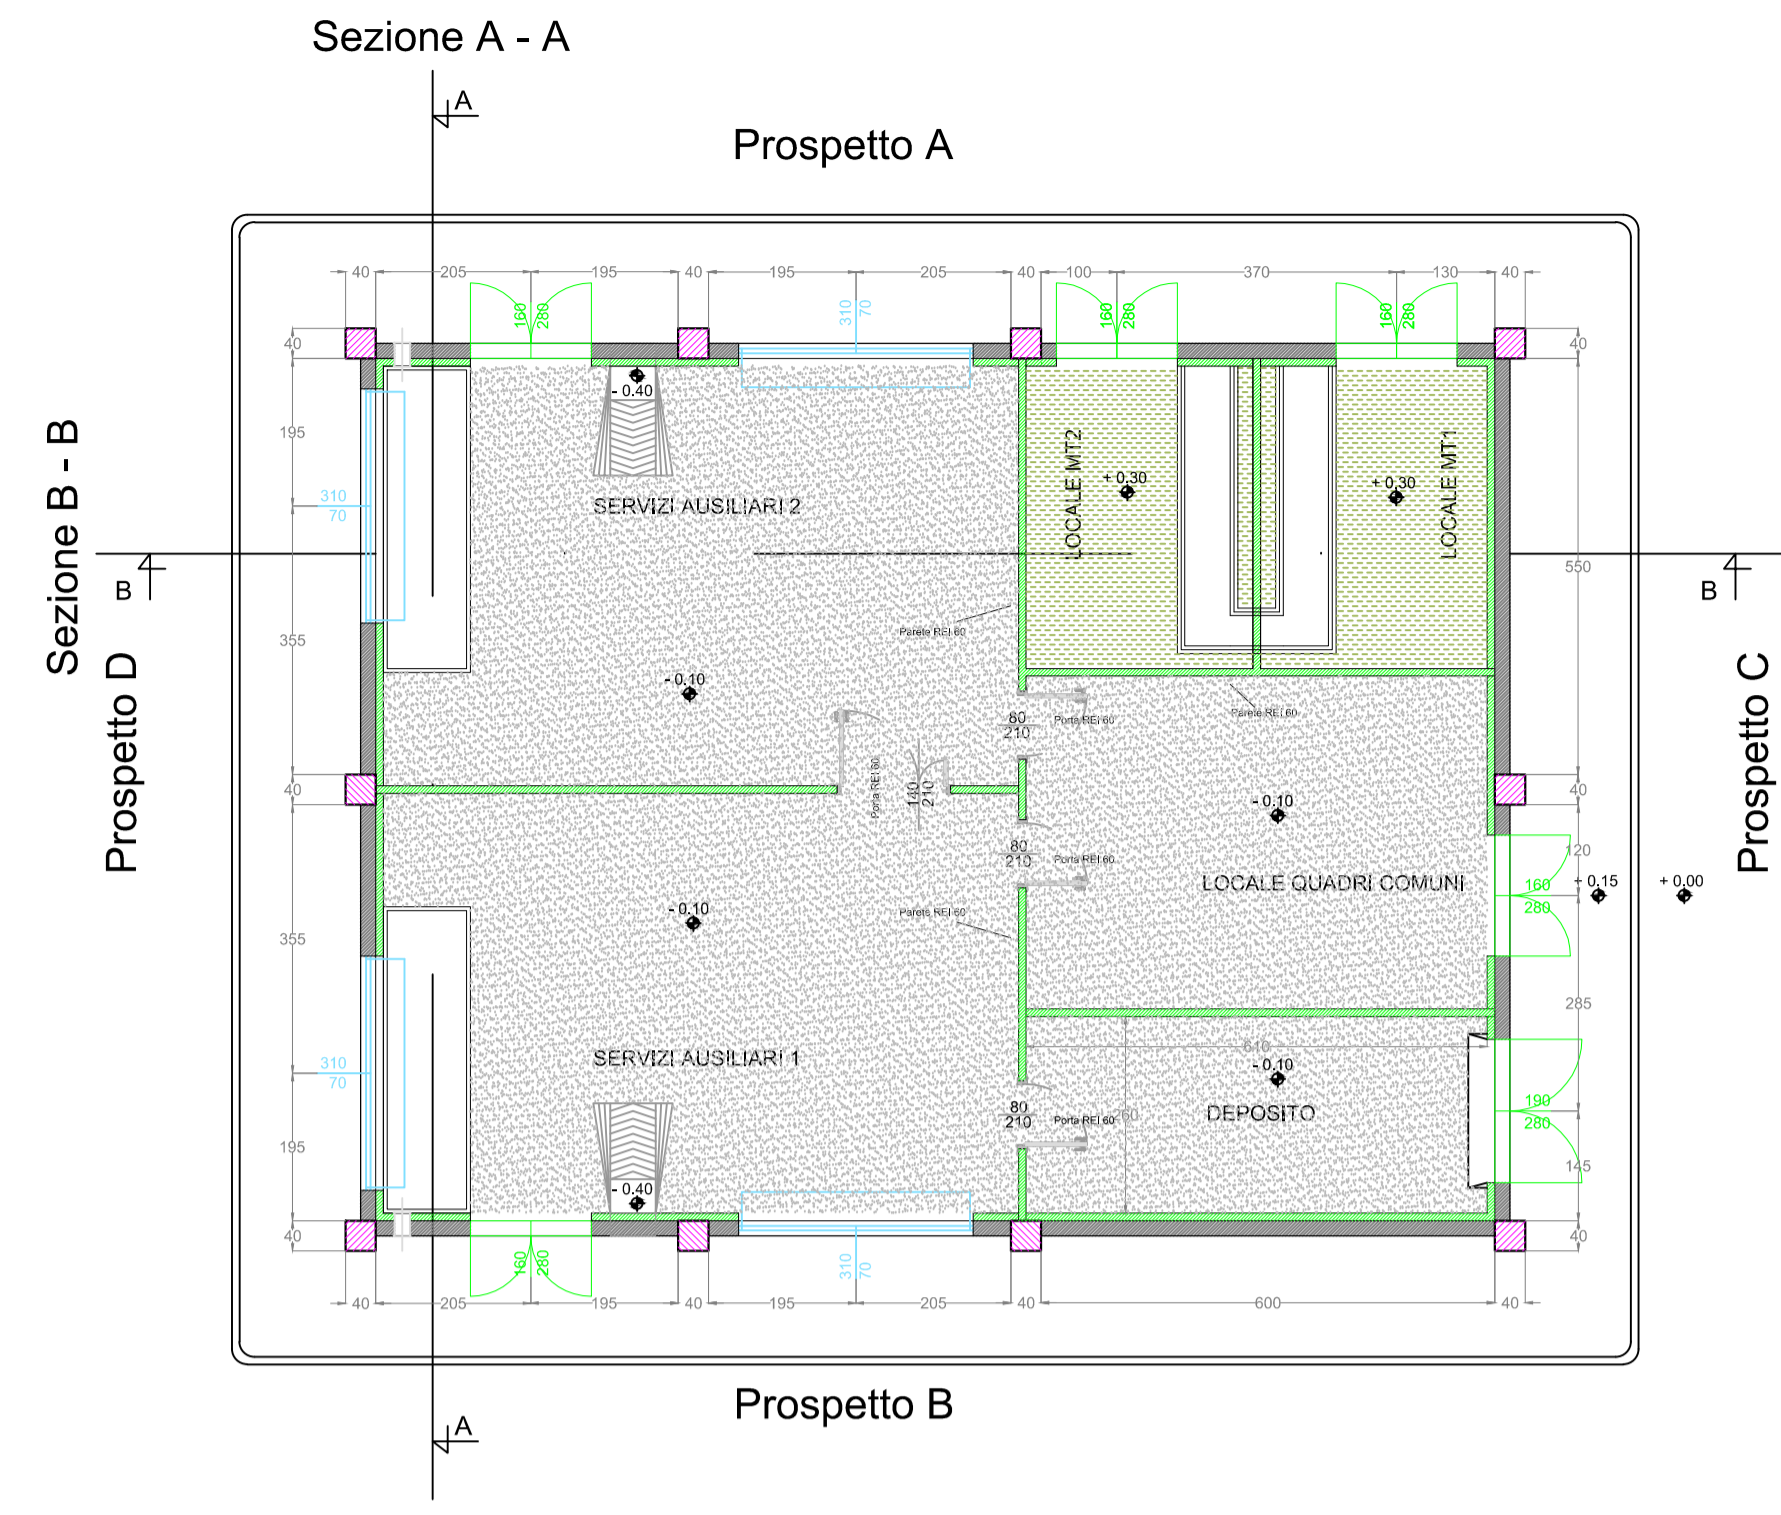 Sezione A - A
A
Prospetto A
40 205 195 40 195 205 40 100 370 130 40
160 280
310 70
160 280
160 280
40
40
- 0.40
195
310
70
SERVIZI AUSILIARI 2
LOCALE MT2
+ 0,30
+ 0,30
LOCALE MT1
Sezione B - B
B
B
550
355
Parete REI 60
- 0.10
80
210
Porta REI 60
Parete REI 60
Prospetto D
Prospetto C
40
Porta REI 60
140
210
- 0.10
40
80
210
Porta REI 60
120
LOCALE QUADRI COMUNI
160
280
+ 0.15
+ 0.00
- 0.10
Parete REI 60
355
285
610
SERVIZI AUSILIARI 1
310
70
- 0.10
80
210
Porta REI 60
DEPOSITO
190
280
195
145
- 0.40
40
40
160 280
310 70
40 205 195 40 195 205 40 600 40
Prospetto B
A